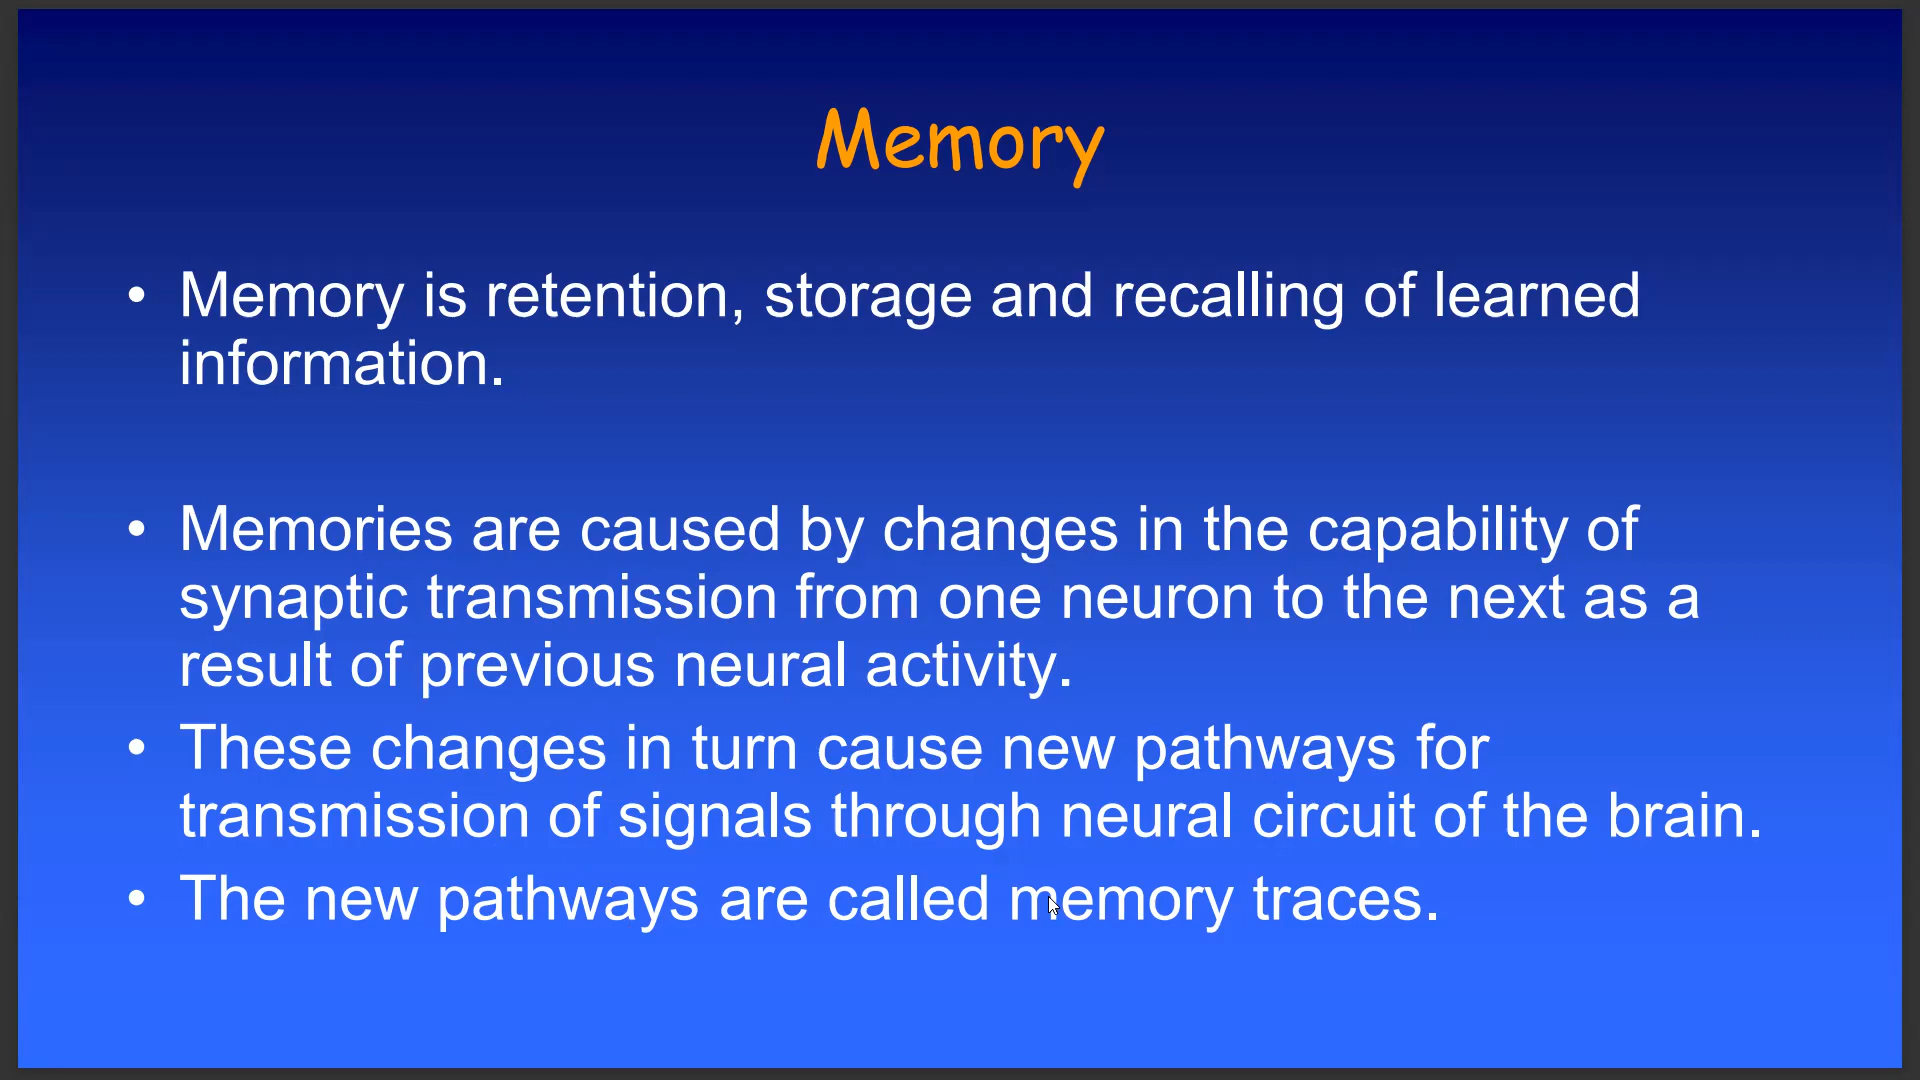 Memory
• Memory is retention, storage and recalling of learned
information.
• Memories are caused by changes in the capability of
synaptic transmission from one neuron to the next as a
result of previous neural activity.
• These changes in turn cause new pathways for
transmission of signals through neural circuit of the brain.
• The new pathways are called memory traces.